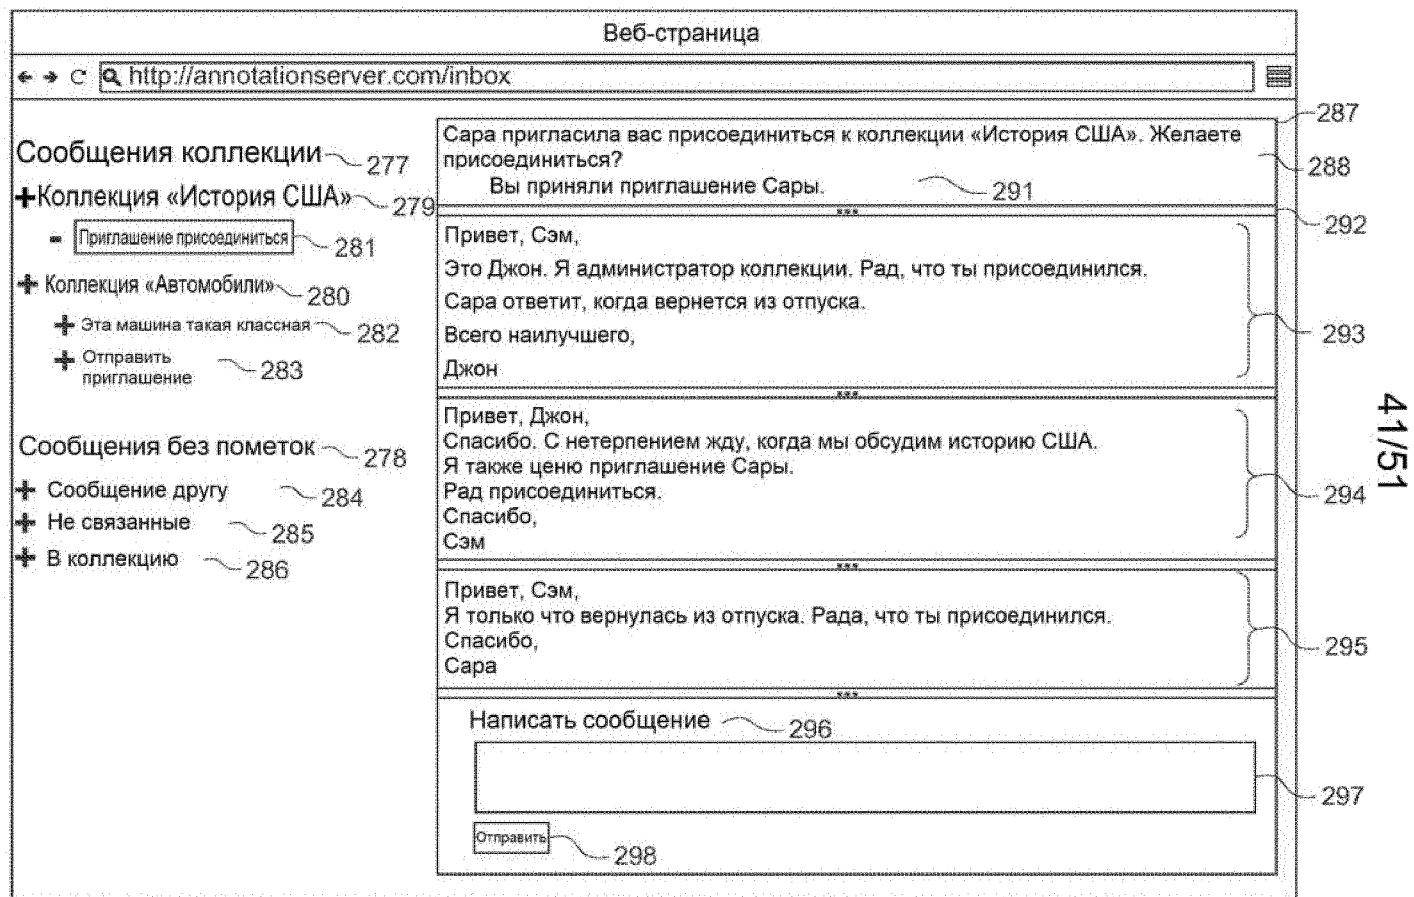 Веб-страница
http://annotationserver.com/inbox
Сообщения коллекции 277
+Коллекция «История США» 279
- Приглашение присоединиться 281
+ Коллекция «Автомобили» 280
+ Эта машина такая классная 282
+ Отправить
приглашение 283
Сообщения без пометок 278
+ Сообщение другу 284
+ Не связанные 285
+ В коллекцию 286
287
Сара пригласила вас присоединиться к коллекции «История США». Желаете
присоединиться? 288
Вы приняли приглашение Сары. 291
292
Привет, Сэм,
Это Джон. Я администратор коллекции. Рад, что ты присоединился.
Сара ответит, когда вернется из отпуска.
Всего наилучшего, 293
Джон
Привет, Джон,
Спасибо. С нетерпением жду, когда мы обсудим историю США.
Я также ценю приглашение Сары.
Рад присоединиться. 294
Спасибо,
Сэм
Привет, Сэм,
Я только что вернулась из отпуска. Рада, что ты присоединился.
Спасибо, 295
Сара
Написать сообщение 296
297
Отправить 298
41/51